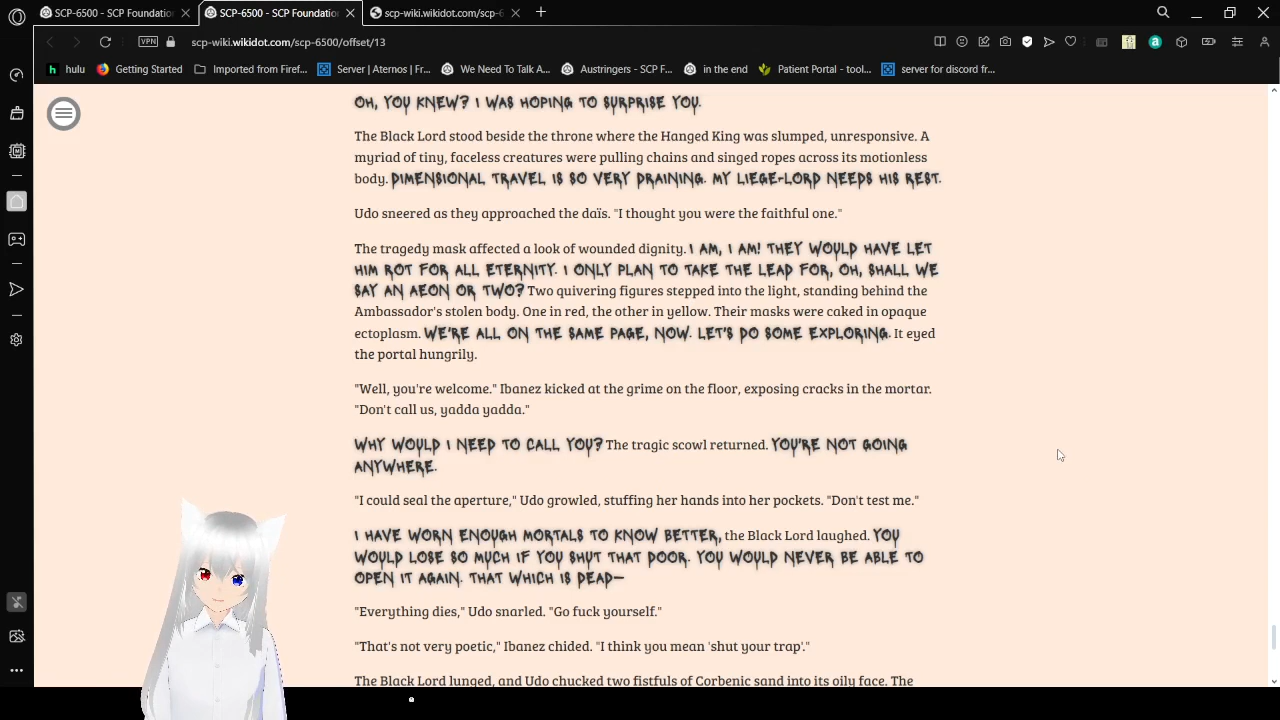 SCP-6500 - SCP Foundation
SCP-6500 - SCP Foundation
scp-wiki.wikidot.com/scp-6
VPN
scp-wiki.wikidot.com/scp-6500/offset/13
hulu
Getting Started
Imported from Firef...
Server | Aternos | Fr...
We Need To Talk A...
Austringers - SCP F...
in the end
Patient Portal - tool...
server for discord fr...
OH, YOU KNEW? I WAS HOPING TO SURPRISE YOU.
The Black Lord stood beside the throne where the Hanged King was slumped, unresponsive. A
myriad of tiny, faceless creatures were pulling chains and singed ropes across its motionless
body. DIMENSIONAL TRAVEL IS SO VERY DRAINING. MY LIEGE-LORD NEEDS HIS REST.
Udo sneered as they approached the daïs. "I thought you were the faithful one."
The tragedy mask affected a look of wounded dignity. I AM, I AM! THEY WOULD HAVE LET
HIM ROT FOR ALL ETERNITY. I ONLY PLAN TO TAKE THE LEAD FOR, OH, SHALL WE
SAY AN AEON OR TWO? Two quivering figures stepped into the light, standing behind the
Ambassador's stolen body. One in red, the other in yellow. Their masks were caked in opaque
ectoplasm. WE'RE ALL ON THE SAME PAGE, NOW. LET'S DO SOME EXPLORING. It eyed
the portal hungrily.
"Well, you're welcome." Ibanez kicked at the grime on the floor, exposing cracks in the mortar.
"Don't call us, yadda yadda."
WHY WOULD I NEED TO CALL YOU? The tragic scowl returned. YOU'RE NOT GOING
ANYWHERE.
"I could seal the aperture," Udo growled, stuffing her hands into her pockets. "Don't test me."
I HAVE WORN ENOUGH MORTALS TO KNOW BETTER, the Black Lord laughed. YOU
WOULD LOSE SO MUCH IF YOU SHUT THAT DOOR. YOU WOULD NEVER BE ABLE TO
OPEN IT AGAIN. THAT WHICH IS DEAD—
"Everything dies," Udo snarled. "Go fuck yourself."
"That's not very poetic," Ibanez chided. "I think you mean 'shut your trap'."
The Black Lord lunged, and Udo chucked two fistfuls of Corbenic sand into its oily face. The